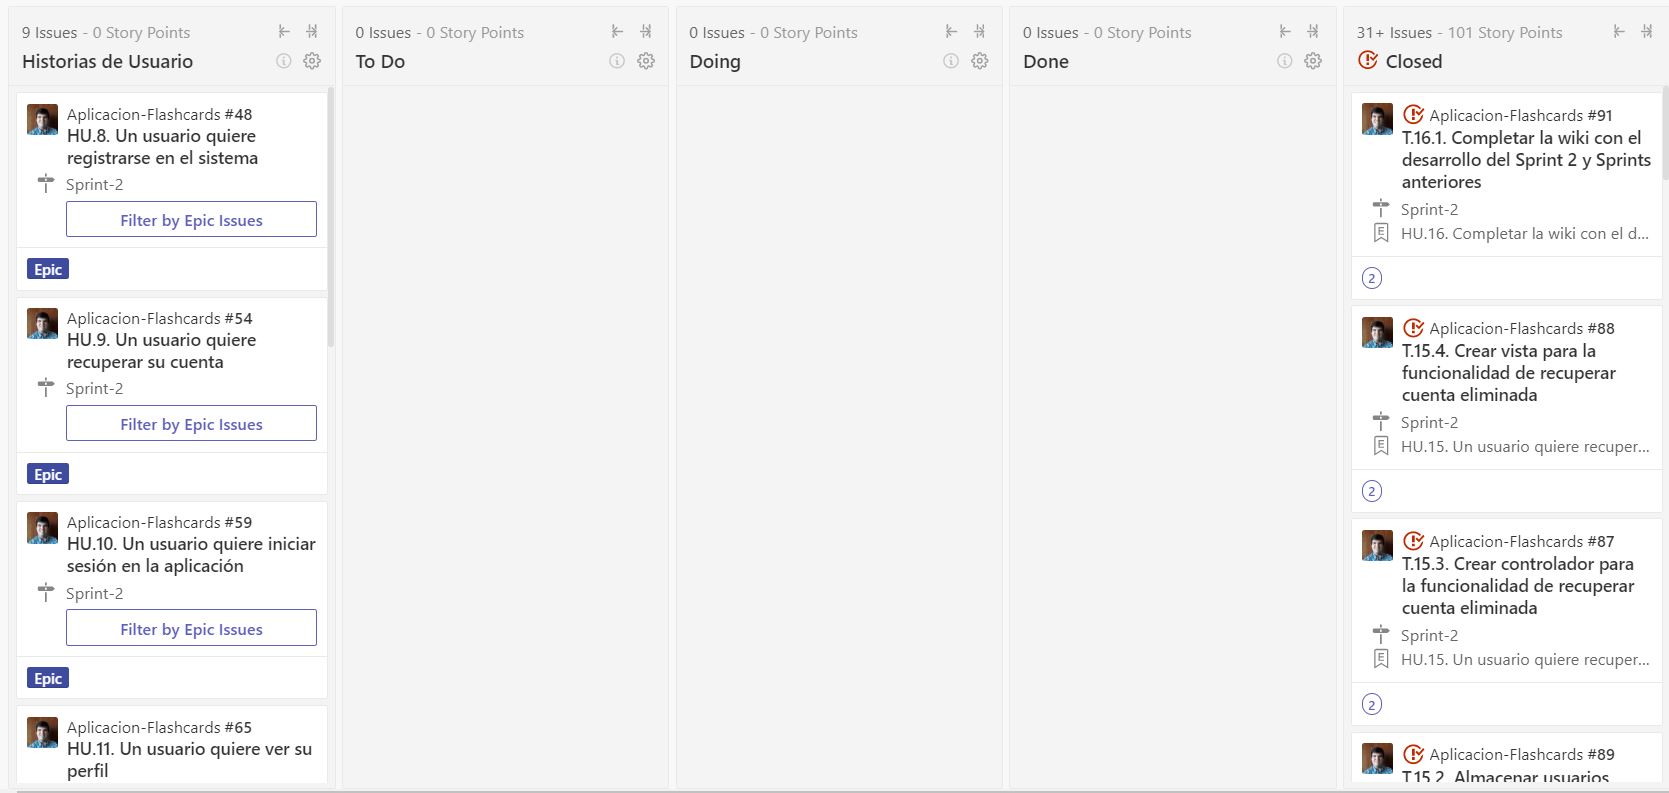 9 Issues - 0 Story Points
Historias de Usuario
Aplicacion-Flashcards #48
HU.8. Un usuario quiere
registrarse en el sistema
Sprint-2
Filter by Epic Issues
Epic
Aplicacion-Flashcards #54
HU.9. Un usuario quiere
recuperar su cuenta
Sprint-2
Filter by Epic Issues
Epic
Aplicacion-Flashcards #59
HU.10. Un usuario quiere iniciar
sesión en la aplicación
Sprint-2
Filter by Epic Issues
Epic
Aplicacion-Flashcards #65
HU.11. Un usuario quiere ver su
perfil
0 Issues - 0 Story Points
To Do
0 Issues - 0 Story Points
Doing
0 Issues - 0 Story Points
Done
31+ Issues - 101 Story Points
Closed
Aplicacion-Flashcards #91
T.16.1. Completar la wiki con el
desarrollo del Sprint 2 y Sprints
anteriores
Sprint-2
E
HU.16. Completar la wiki con el d...
2
Aplicacion-Flashcards #88
T.15.4. Crear vista para la
funcionalidad de recuperar
cuenta eliminada
Sprint-2
E
HU.15. Un usuario quiere recuper...
2
Aplicacion-Flashcards #87
T.15.3. Crear controlador para
la funcionalidad de recuperar
cuenta eliminada
Sprint-2
E
HU.15. Un usuario quiere recuper...
2
Aplicacion-Flashcards #89
T.15.2. Almacenar usuarios